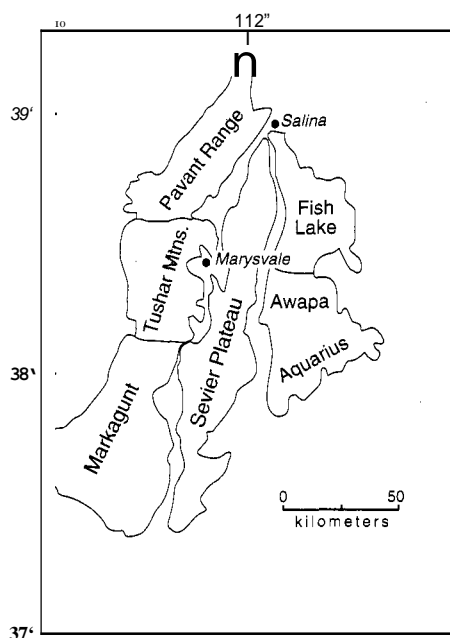 10
112"
n
39'
Salina
Pavant Range
Fish
Lake
Tushar Mtns.
Marysvale
Awapa
Sevier Plateau
Aquarius
38'
Markagunt
0 50
kilometers
37'